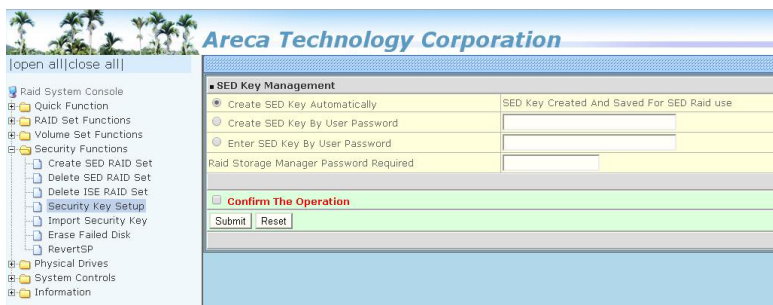 Areca Technology Corporation
|open all|close all|
Raid System Console
Quick Function
RAID Set Functions
Volume Set Functions
Security Functions
Create SED RAID Set
Delete SED RAID Set
Delete ISE RAID Set
Security Key Setup
Import Security Key
Erase Failed Disk
RevertSP
Physical Drives
System Controls
Information
SED Key Management
Create SED Key Automatically SED Key Created And Saved For SED Raid use
Create SED Key By User Password
Enter SED Key By User Password
Raid Storage Manager Password Required
Confirm The Operation
Submit Reset